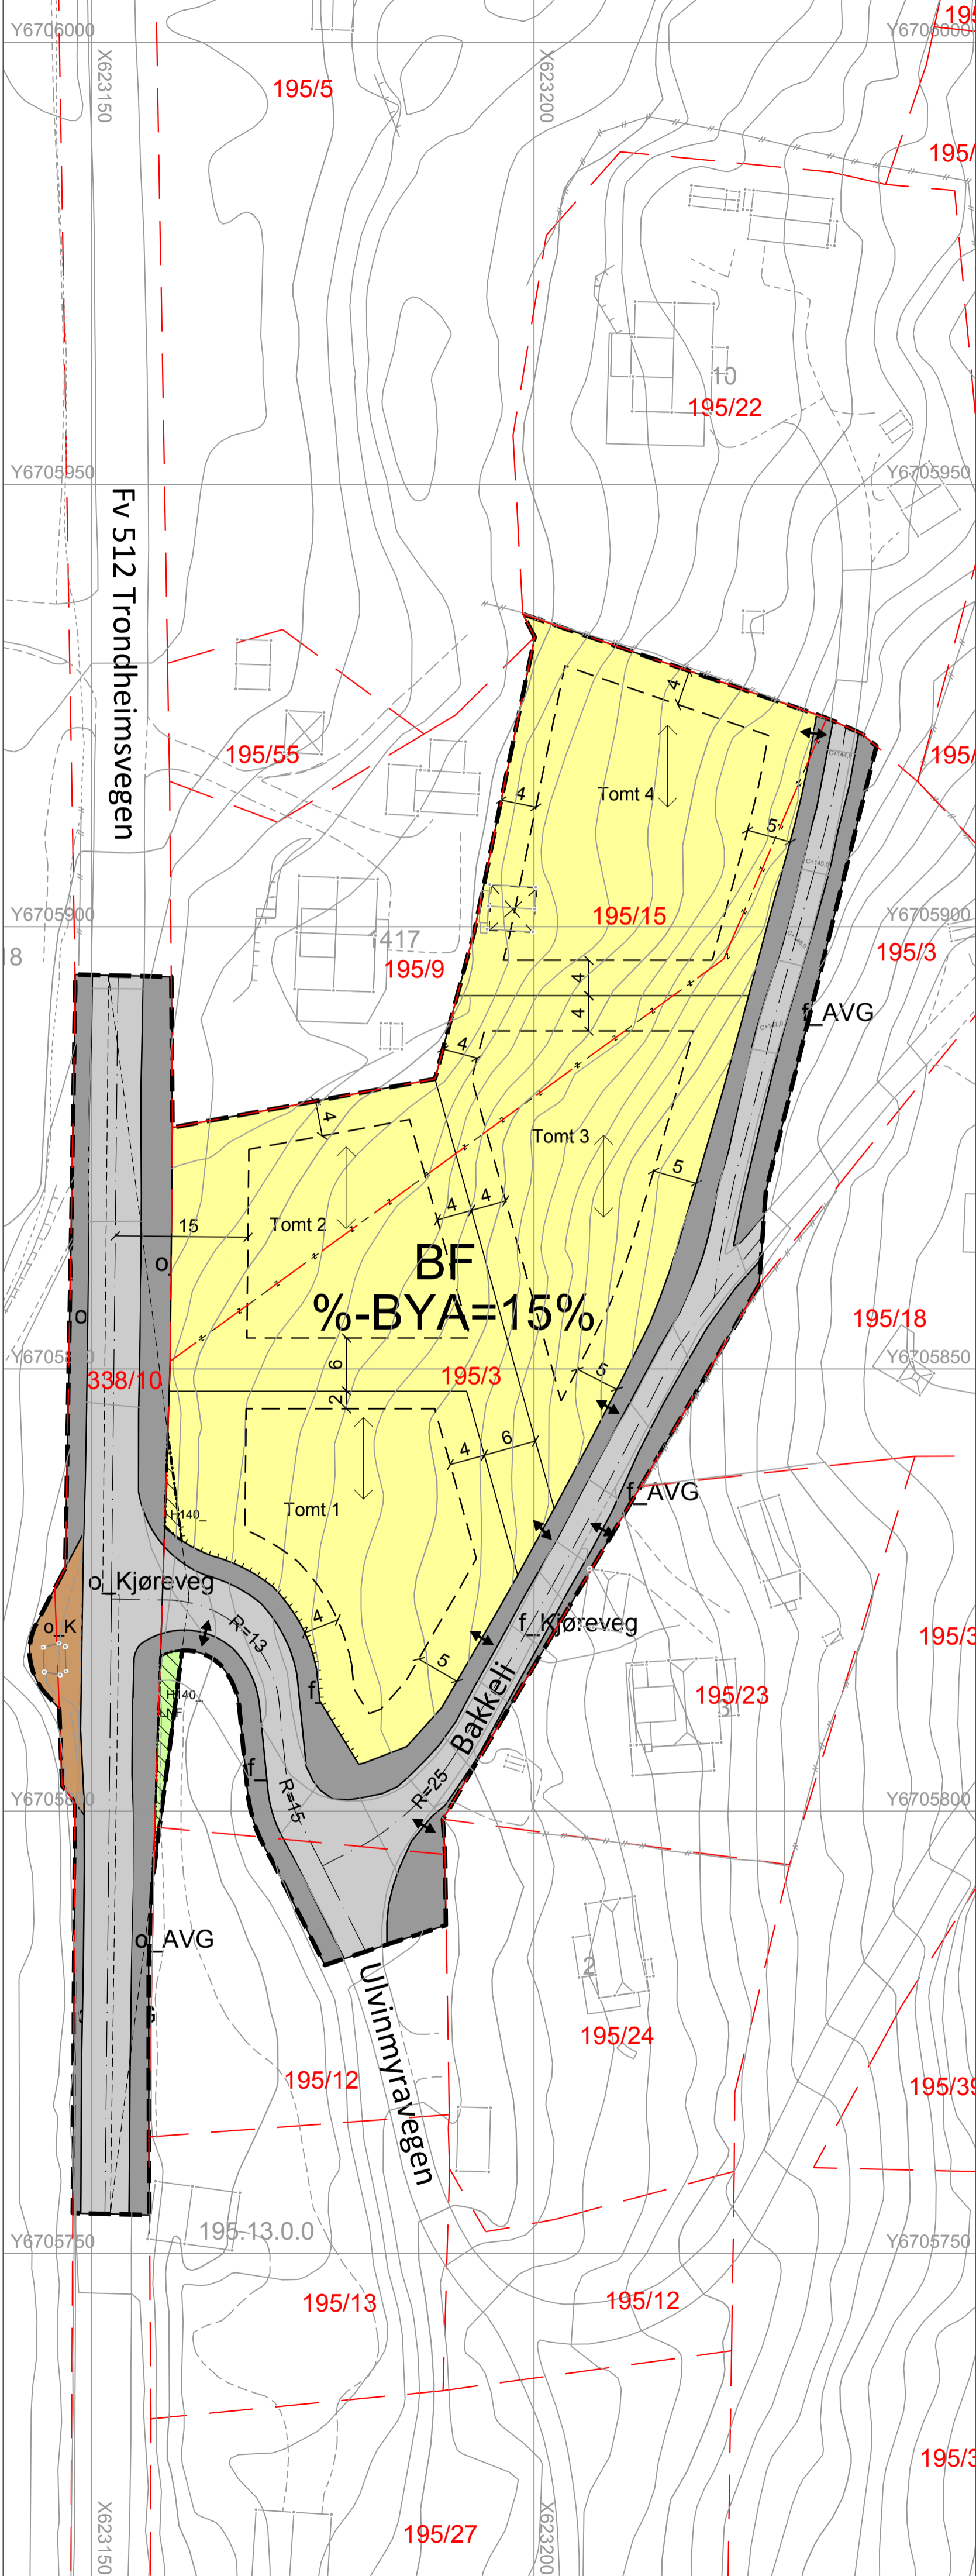 Y6706000
Y6706000
195
X623150
X623200
195/5
195/
10
195/22
Y6705950
Y6705950
Fv 512 Trondheimsvegen
4
195/55
195/
4
Tomt 4
5
Y6705900
Y6705900
195/15
8
1417
195/9
195/3
4
4
f_AVG
4
4
Tomt 3
5
15
Tomt 2
4
4
BF
o
%-BYA=15%
o
195/18
6
338/10
195/3
5
Y6705850
2
4
6
f_AVG
Tomt 1
H140_
o_Kjøreveg
o_K
R=13
4
f_Kjøreveg
195/3
5
f_
H140_
195/23
Bakkeli
f_
R=15
R=25
Y6705800
o_AVG
2
Ulvinmyravegen
195/24
195/12
195/39
195.13.0.0
Y6705750
Y6705750
195/13
195/12
195/3
X623150
X623200
195/27